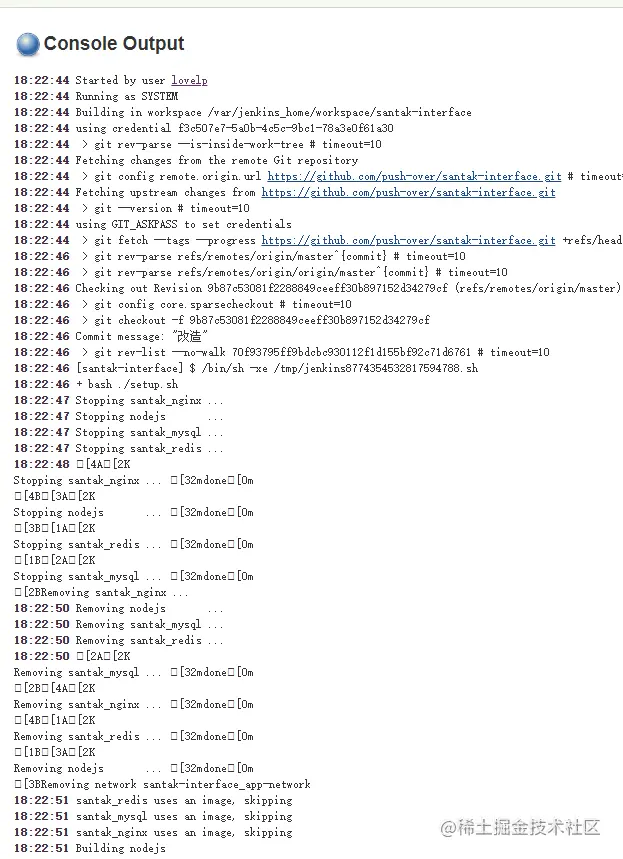 Console Output
18:22:44 Started by user lovelp
18:22:44 Running as SYSTEM
18:22:44 Building in workspace /var/jenkins_home/workspace/santak-interface
18:22:44 using credential f3c507e7-5a0b-4c5c-9bc1-78a3e0f61a30
18:22:44  > git rev-parse --is-inside-work-tree # timeout=10
18:22:44 Fetching changes from the remote Git repository
18:22:44  > git config remote.origin.url https://github.com/push-over/santak-interface.git # timeout
18:22:44 Fetching upstream changes from https://github.com/push-over/santak-interface.git
18:22:44  > git --version # timeout=10
18:22:44 using GIT_ASKPASS to set credentials
18:22:44  > git fetch --tags --progress https://github.com/push-over/santak-interface.git +refs/head
18:22:46  > git rev-parse refs/remotes/origin/master^{commit} # timeout=10
18:22:46  > git rev-parse refs/remotes/origin/origin/master^{commit} # timeout=10
18:22:46 Checking out Revision 9b87c53081f2288849ceeff30b897152d34279cf (refs/remotes/origin/master)
18:22:46  > git config core.sparsecheckout # timeout=10
18:22:46  > git checkout -f 9b87c53081f2288849ceeff30b897152d34279cf
18:22:46 Commit message: "改造"
18:22:46  > git rev-list --no-walk 70f93795ff9bdcbc930112f1d155bf92c71d6761 # timeout=10
18:22:46 [santak-interface] $ /bin/sh -xe /tmp/jenkins8774354532817594788.sh
18:22:46 + bash ./setup.sh
18:22:47 Stopping santak_nginx ...
18:22:47 Stopping nodejs       ...
18:22:47 Stopping santak_mysql ...
18:22:47 Stopping santak_redis ...
18:22:48 □[4A□[2K
Stopping santak_nginx ... □[32mdone□[0m
□[4B□[3A□[2K
Stopping nodejs       ... □[32mdone□[0m
□[3B□[1A□[2K
Stopping santak_redis ... □[32mdone□[0m
□[1B□[2A□[2K
Stopping santak_mysql ... □[32mdone□[0m
□[2BRemoving santak_nginx ...
18:22:50 Removing nodejs       ...
18:22:50 Removing santak_mysql ...
18:22:50 Removing santak_redis ...
18:22:50 □[2A□[2K
Removing santak_mysql ... □[32mdone□[0m
□[2B□[4A□[2K
Removing santak_nginx ... □[32mdone□[0m
□[4B□[1A□[2K
Removing santak_redis ... □[32mdone□[0m
□[1B□[3A□[2K
Removing nodejs       ... □[32mdone□[0m
□[3BRemoving network santak-interface_app-network
18:22:51 santak_redis uses an image, skipping
18:22:51 santak_mysql uses an image, skipping
18:22:51 santak_nginx uses an image, skipping
18:22:51 Building nodejs
@稀土掘金技术社区